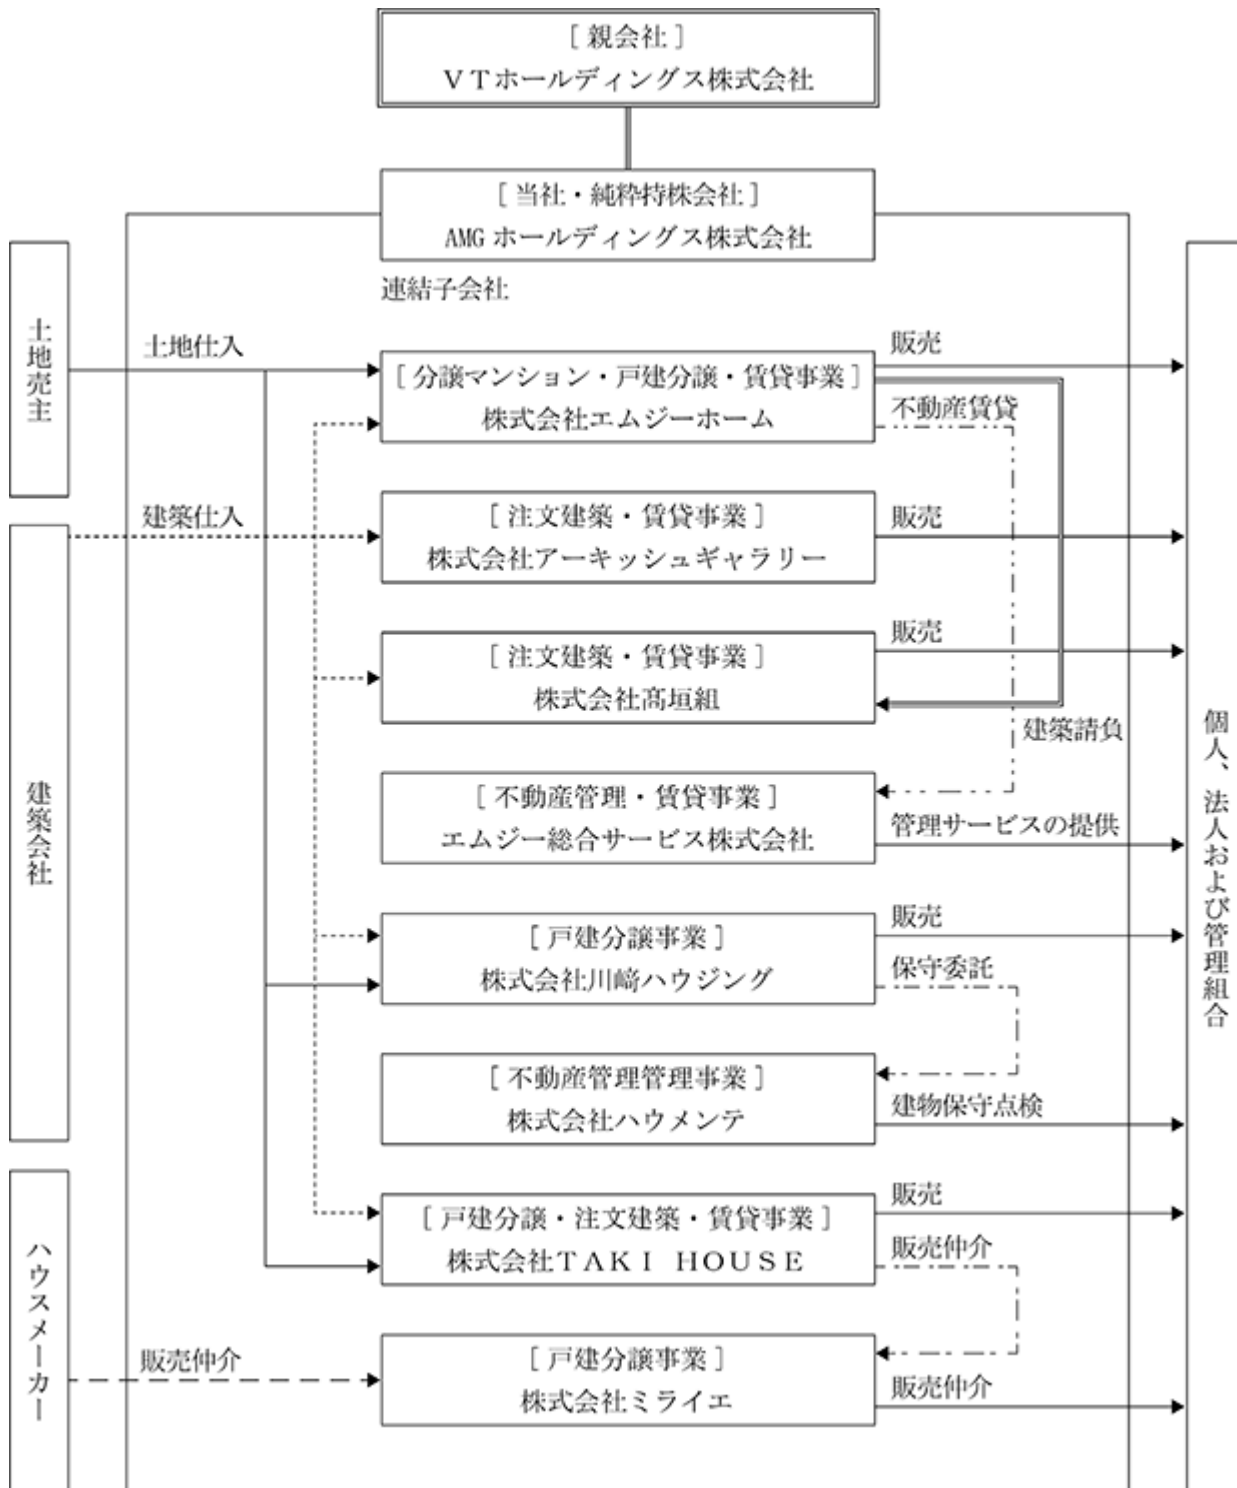 [ 親会社 ]
ＶＴホールディングス株式会社
[ 当社・純粋持株会社 ]
AMG ホールディングス株式会社
連結子会社
土地売主
土地仕入
[ 分譲マンション・戸建分譲・賃貸事業 ]
株式会社エムジーホーム
販売
不動産賃貸
建築会社
建築仕入
[ 注文建築・賃貸事業 ]
株式会社アーキッシュギャラリー
販売
[ 注文建築・賃貸事業 ]
株式会社髙垣組
販売
建築請負
[ 不動産管理・賃貸事業 ]
エムジー総合サービス株式会社
管理サービスの提供
[ 戸建分譲事業 ]
株式会社川﨑ハウジング
販売
保守委託
[ 不動産管理管理事業 ]
株式会社ハウメンテ
建物保守点検
[ 戸建分譲・注文建築・賃貸事業 ]
株式会社ＴＡＫＩ　ＨＯＵＳＥ
販売
販売仲介
ハウスメーカー
販売仲介
[ 戸建分譲事業 ]
株式会社ミライエ
販売仲介
個人、法人および管理組合